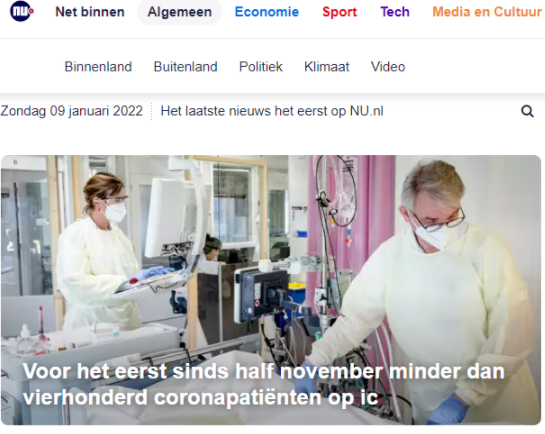 NU
Net binnen Algemeen Economie Sport Tech Media en Cultuur
Binnenland Buitenland Politiek Klimaat Video
Zondag 09 januari 2022 Het laatste nieuws het eerst op NU.nl
Voor het eerst sinds half november minder dan
vierhonderd coronapatiënten op ic